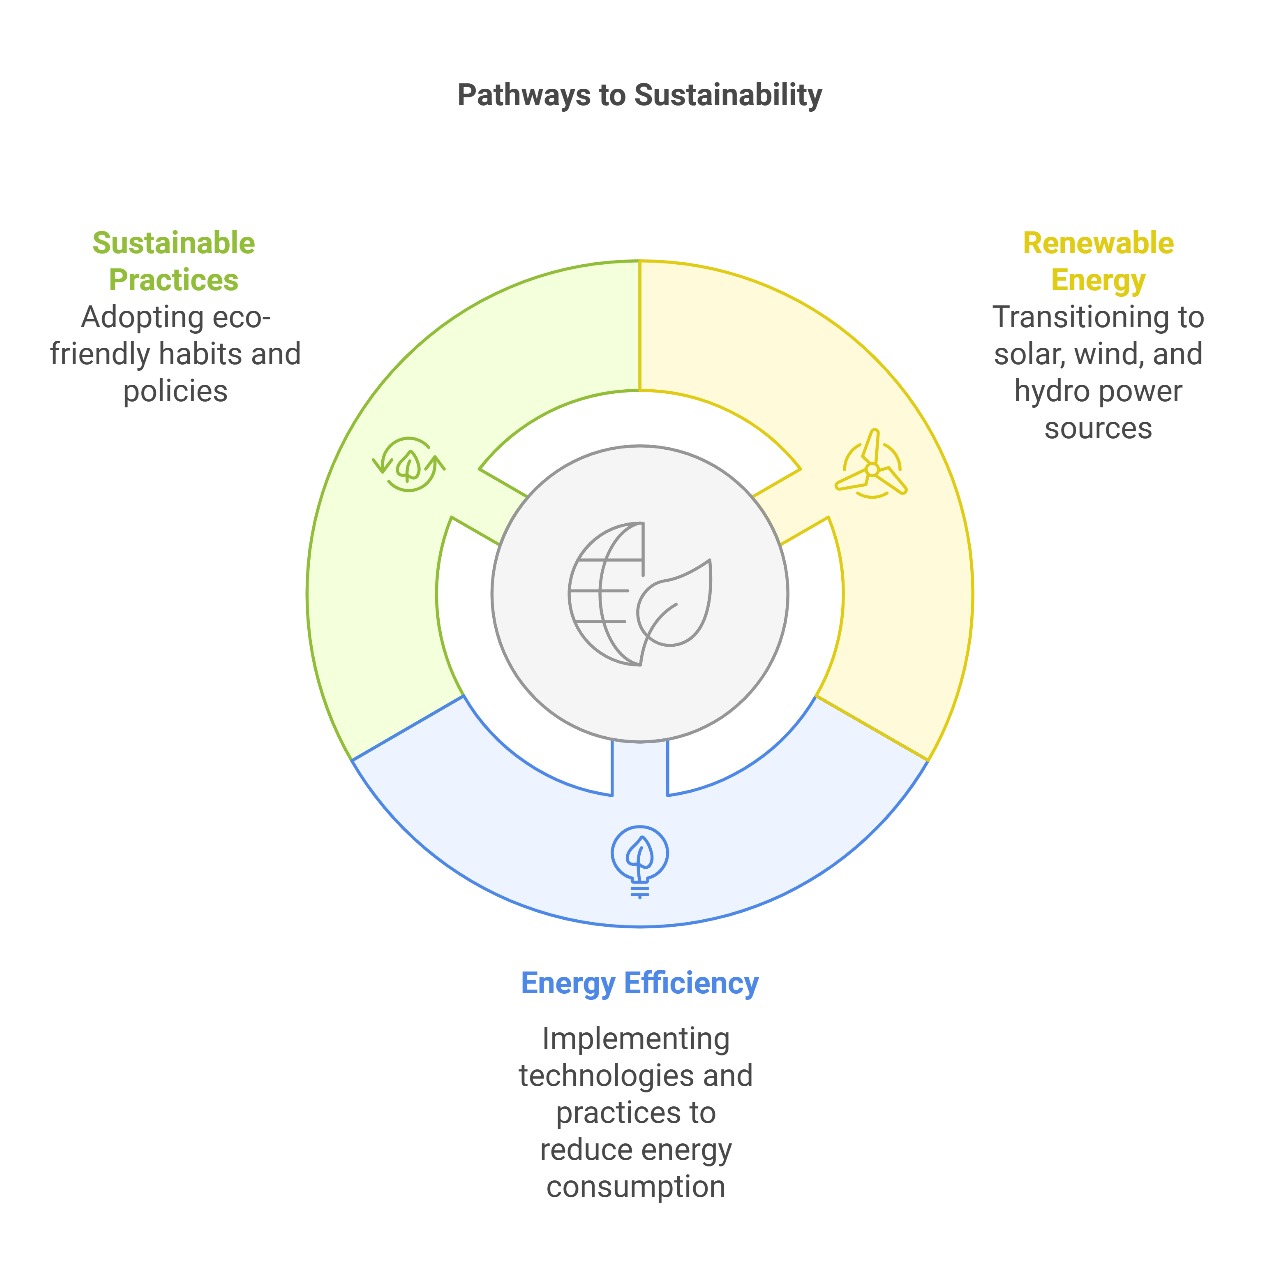 Pathways to Sustainability
Sustainable
Practices
Adopting eco-
friendly habits and
policies
Renewable
Energy
Transitioning to
solar, wind, and
hydro power
sources
Energy Efficiency
Implementing
technologies and
practices to
reduce energy
consumption